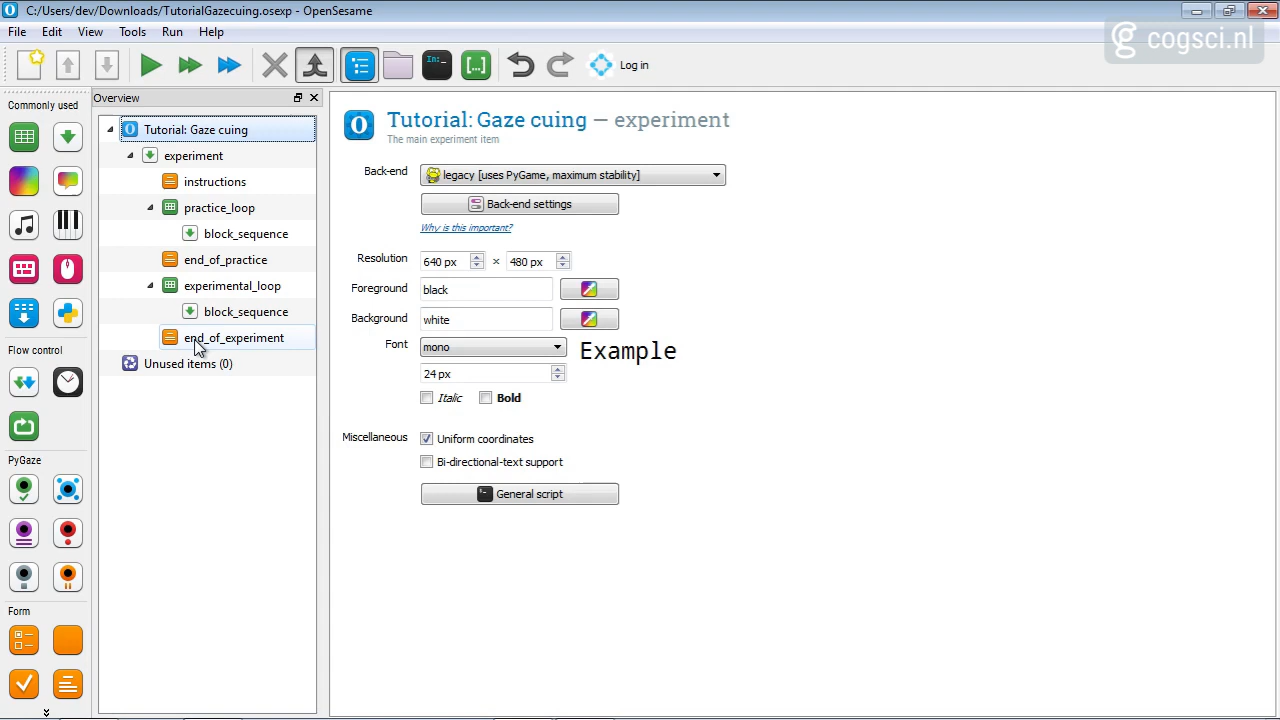 C:/Users/dev/Downloads/TutorialGazecuing.osexp - OpenSesame
File Edit View Tools Run Help
cogsci.nl
In:_
[...]
Log in
Commonly used
Overview
Tutorial: Gaze cuing
experiment
instructions
practice_loop
block_sequence
end_of_practice
experimental_loop
block_sequence
end_of_experiment
Unused items (0)
Flow control
PyGaze
Form
Tutorial: Gaze cuing — experiment
The main experiment item
Back-end legacy [uses PyGame, maximum stability]
Back-end settings
Why is this important?
Resolution 640 px × 480 px
Foreground black
Background white
Font mono Example
24 px
Italic Bold
Miscellaneous Uniform coordinates
Bi-directional-text support
General script